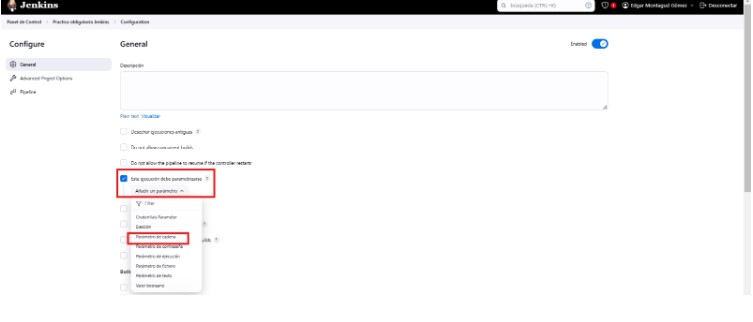 Jenkins
búsqueda (CTRL+K)
Edgar Montagud Gómez
Desconectar
Panel de Control
Practica obligatoria Jenkins
Configuration
Configure
General
Enabled
General
Advanced Project Options
Pipeline
Descripción
Plain text Visualizar
Desechar ejecuciones antiguas ?
Do not allow concurrent builds
Do not allow the pipeline to resume if the controller restarts
Esta ejecución debe parametrizarse ?
Añadir un parámetro
Filter
Credentials Parameter
Elección
Parámetro de cadena
Parámetro de contraseña
Parámetro de ejecución
Parámetro de fichero
Parámetro de texto
Valor booleano